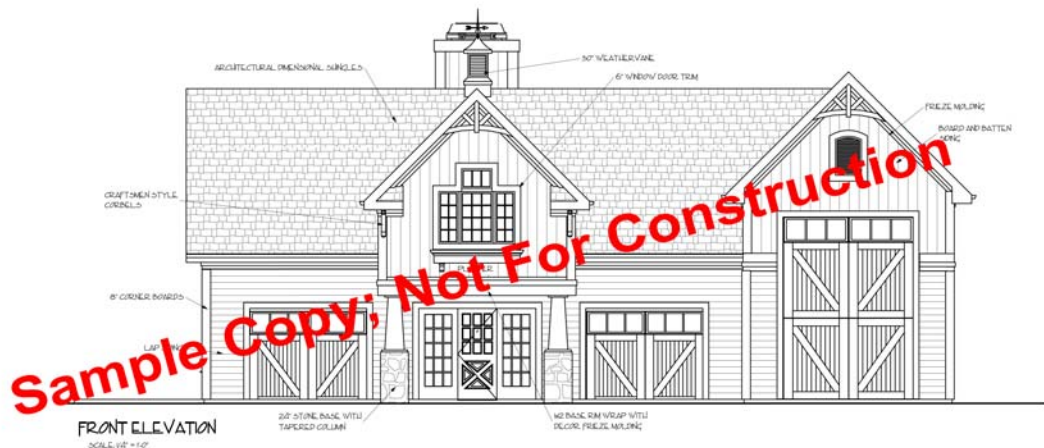 30" WEATHERVANE
ARCHITECTURAL DIMENSIONAL SHINGLES
6" WINDOW DOOR TRIM
FRIEZE MOLDING
BOARD AND BATTEN
SIDING
CRAFTSMEN STYLE
CORBELS
Sample Copy; Not For Construction
8" CORNER BOARDS
LAP
FRONT ELEVATION
STONE BASE WITH
TAPERED COLUMN
BASE RIM WRAP WITH
DECOR FRIEZE MOLDING